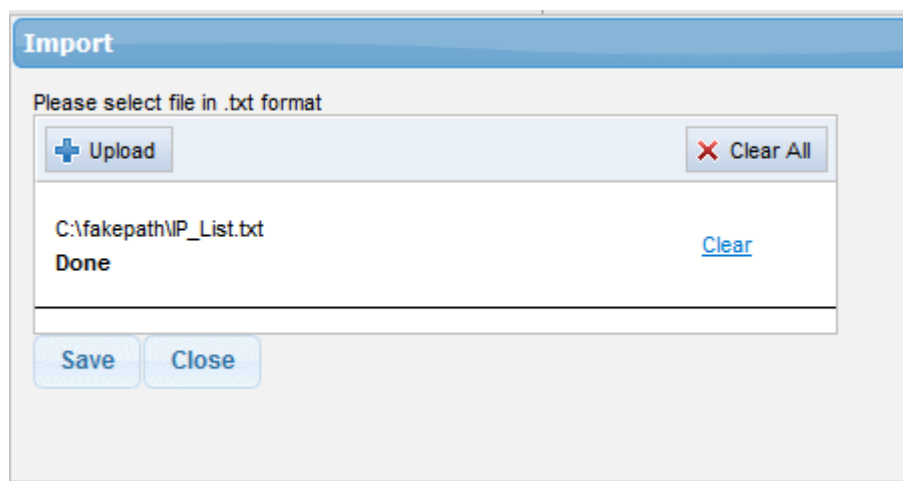 Import
Please select file in .txt format
Upload
Clear All
C:\fakepath\IP_List.txt
Clear
Done
Save
Close